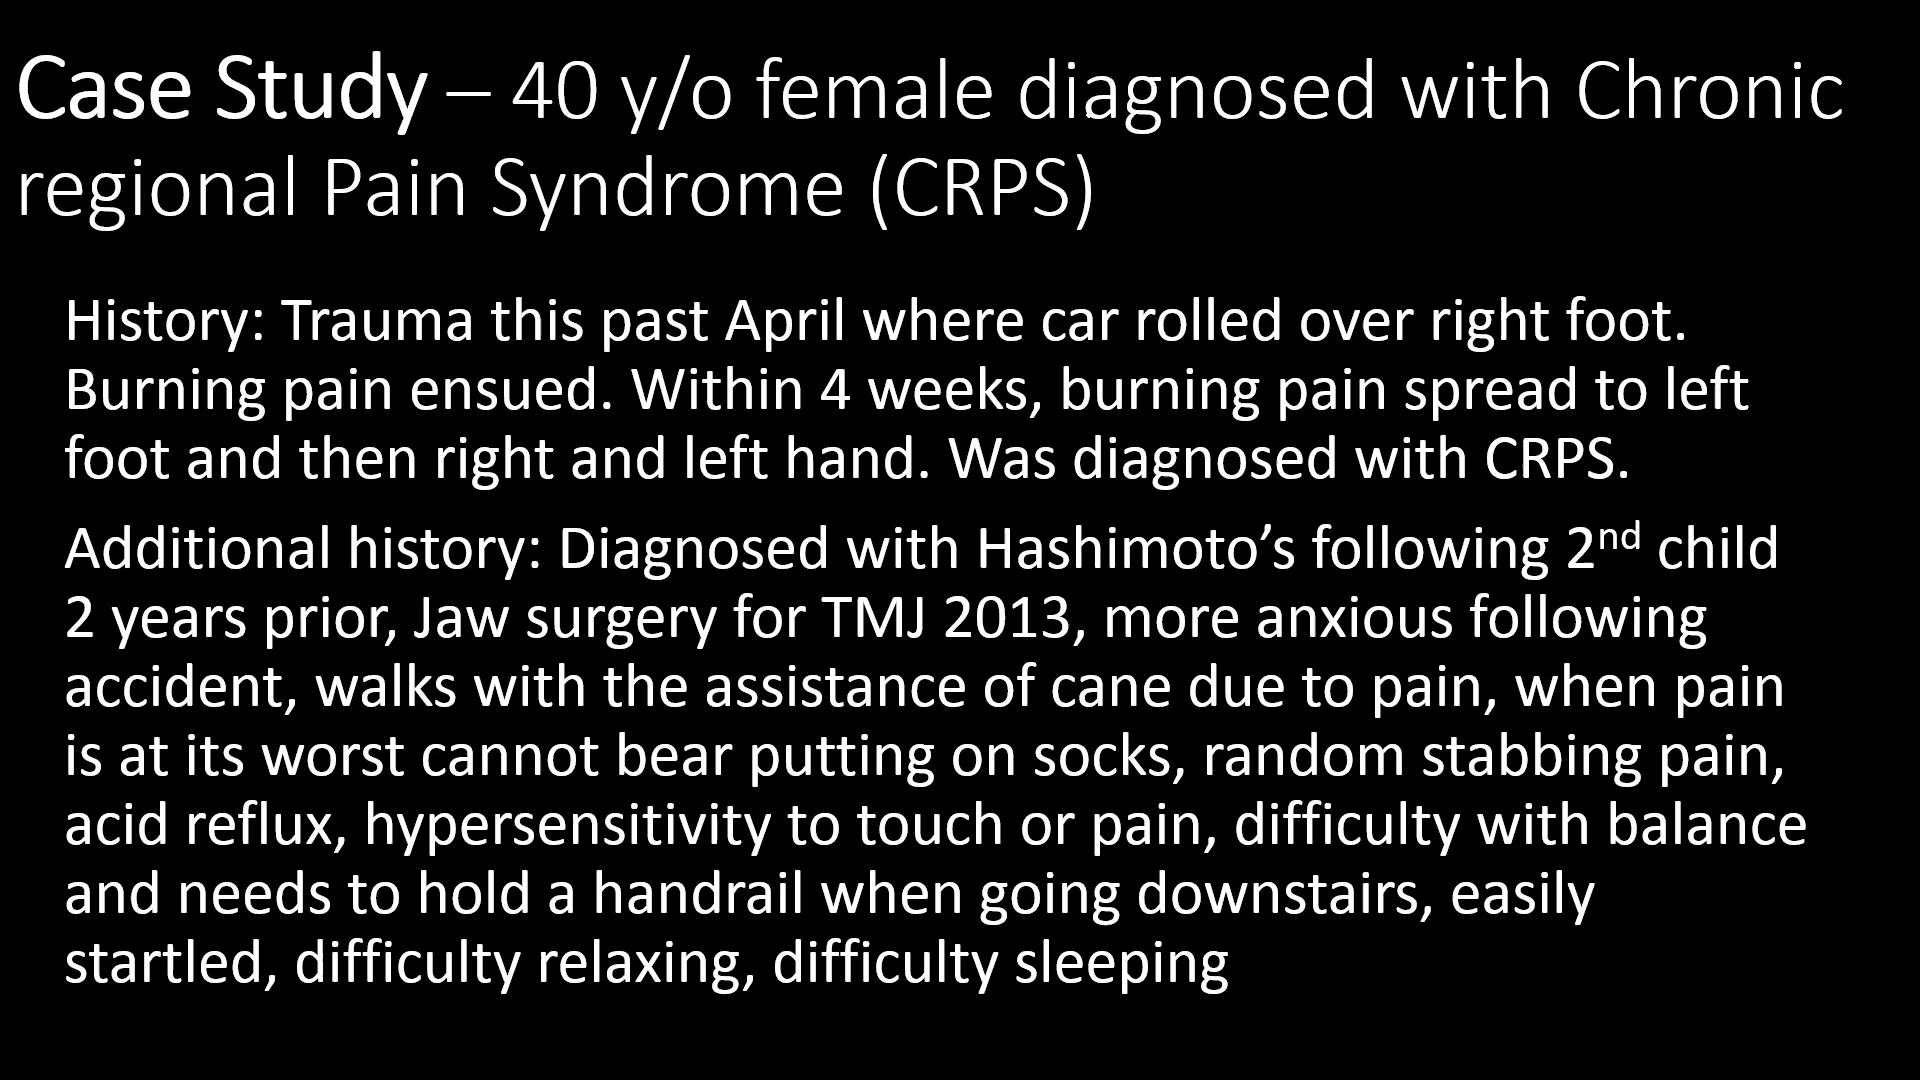 Case Study – 40 y/o female diagnosed with Chronic
regional Pain Syndrome (CRPS)
History: Trauma this past April where car rolled over right foot.
Burning pain ensued. Within 4 weeks, burning pain spread to left
foot and then right and left hand. Was diagnosed with CRPS.
Additional history: Diagnosed with Hashimoto’s following 2nd child
2 years prior, Jaw surgery for TMJ 2013, more anxious following
accident, walks with the assistance of cane due to pain, when pain
is at its worst cannot bear putting on socks, random stabbing pain,
acid reflux, hypersensitivity to touch or pain, difficulty with balance
and needs to hold a handrail when going downstairs, easily
startled, difficulty relaxing, difficulty sleeping